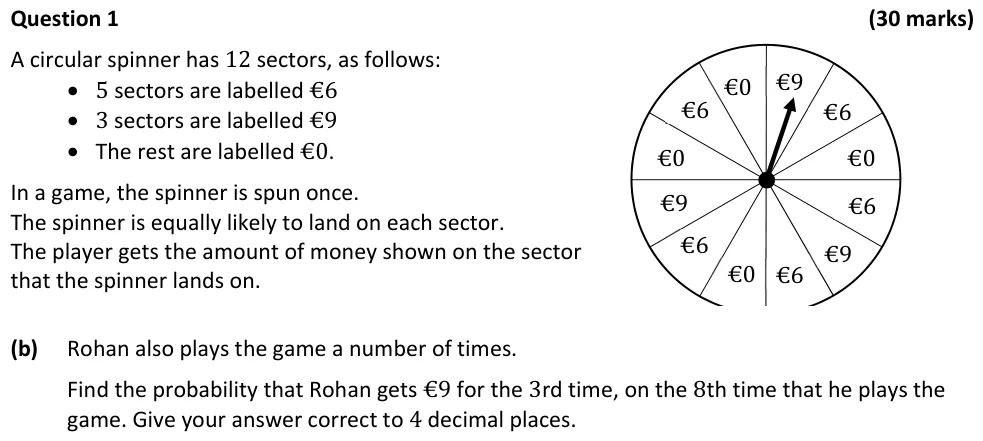 Question 1 (30 marks)
A circular spinner has 12 sectors, as follows:
• 5 sectors are labelled €6
• 3 sectors are labelled €9
• The rest are labelled €0.
In a game, the spinner is spun once.
The spinner is equally likely to land on each sector.
The player gets the amount of money shown on the sector
that the spinner lands on.
€0 €9
€6 €6
€0 €0
€9 €6
€6 €9
€0 €6
(b) Rohan also plays the game a number of times.
Find the probability that Rohan gets €9 for the 3rd time, on the 8th time that he plays the
game. Give your answer correct to 4 decimal places.